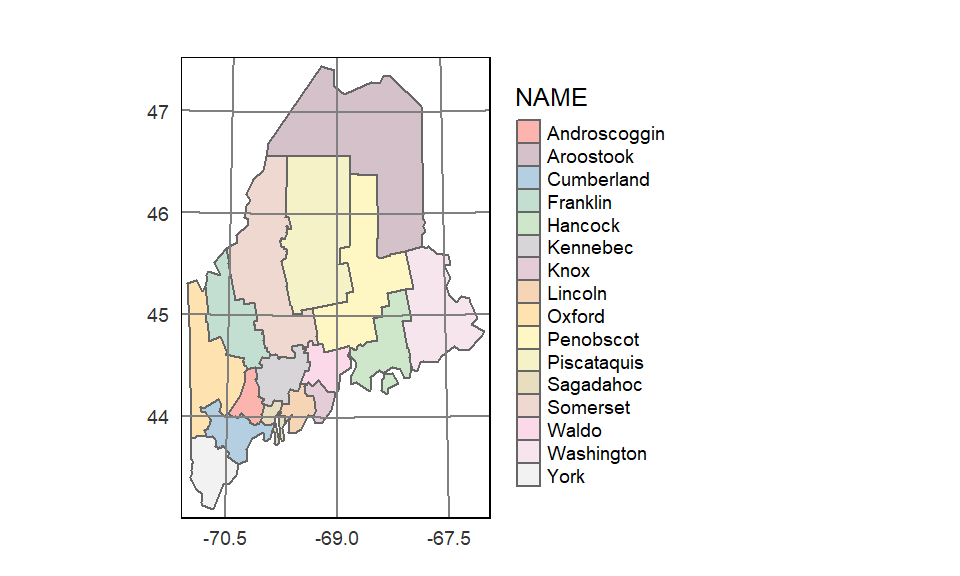 47
46
45
44
-70.5
-69.0
-67.5
NAME
Androscoggin
Aroostook
Cumberland
Franklin
Hancock
Kennebec
Knox
Lincoln
Oxford
Penobscot
Piscataquis
Sagadahoc
Somerset
Waldo
Washington
York